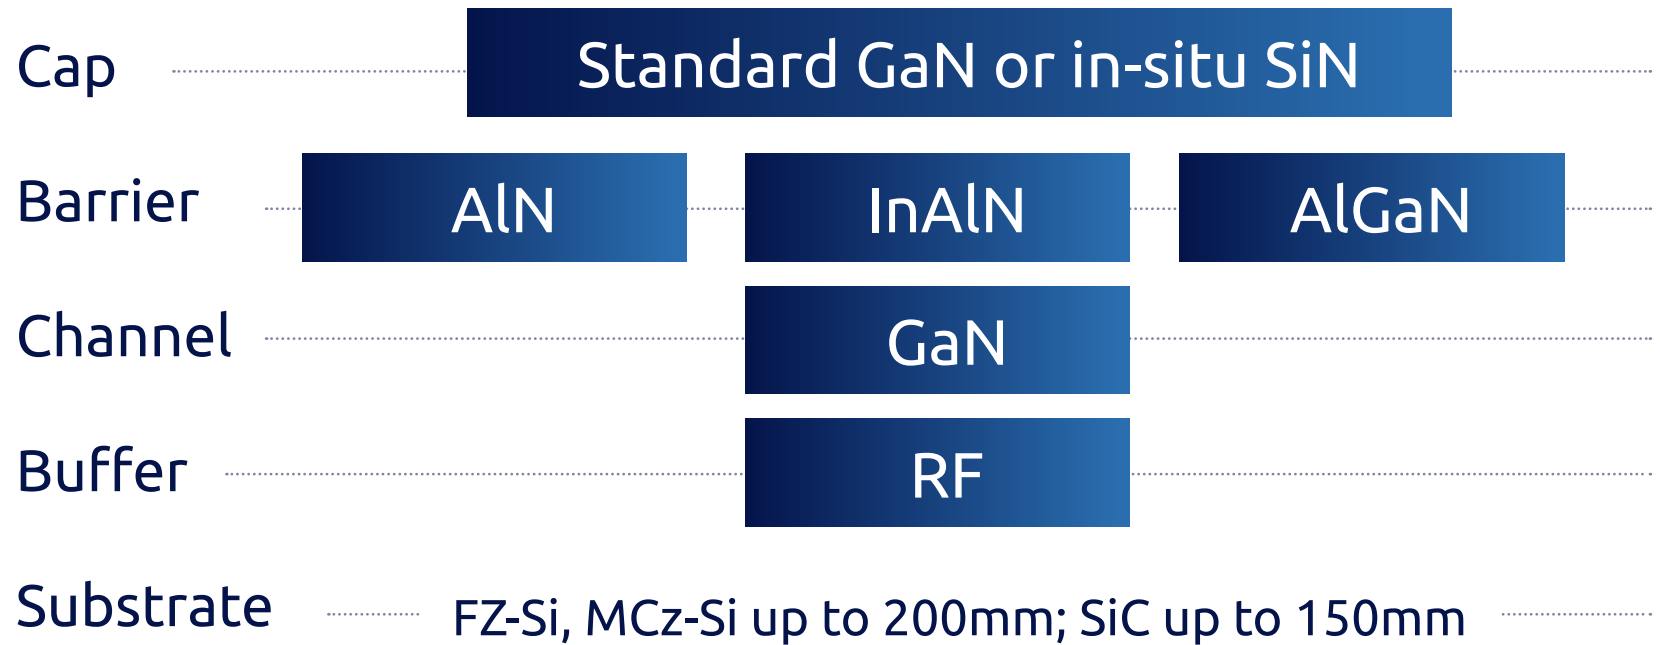 Cap Standard GaN or in-situ SiN
Barrier AlN InAlN AlGaN
Channel GaN
Buffer RF
Substrate FZ-Si, MCz-Si up to 200mm; SiC up to 150mm